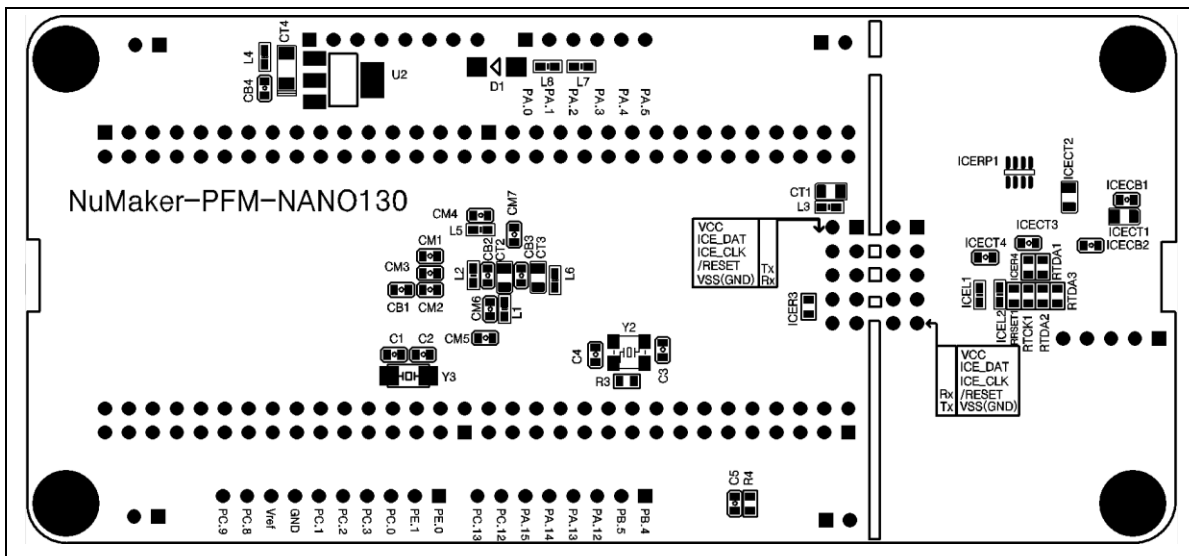 CT4
L4
CB4
U2
D1
L8
L7
PA.0
PA.1
PA.2
PA.3
PA.4
PA.5
NuMaker-PFM-NANO130
ICERP1
ICECT2
ICECB1
ICECT1
ICECB2
ICECT3
ICECT4
CT1
L3
VCC
ICE_DAT
ICE_CLK
/RESET Tx
VSS(GND) Rx
CM4
L5
CM7
CM1
CM3
CB1
CM2
L2
CB2
CT2
CB3
CT3
L6
CM6
L1
CM5
ICER3
ICER4
RTDA1
ICEL1
ICEL2
RRSET1
RTCK1
RTDA2
RTDA3
C1
C2
Y3
Y2
C4
C3
R3
VCC
ICE_DAT
ICE_CLK
Rx /RESET
Tx VSS(GND)
C5
R4
PC.9
PC.8
Vref
GND
PC.1
PC.2
PC.3
PC.0
PE.1
PE.0
PC.13
PC.12
PA.15
PA.14
PA.13
PA.12
PB.5
PB.4